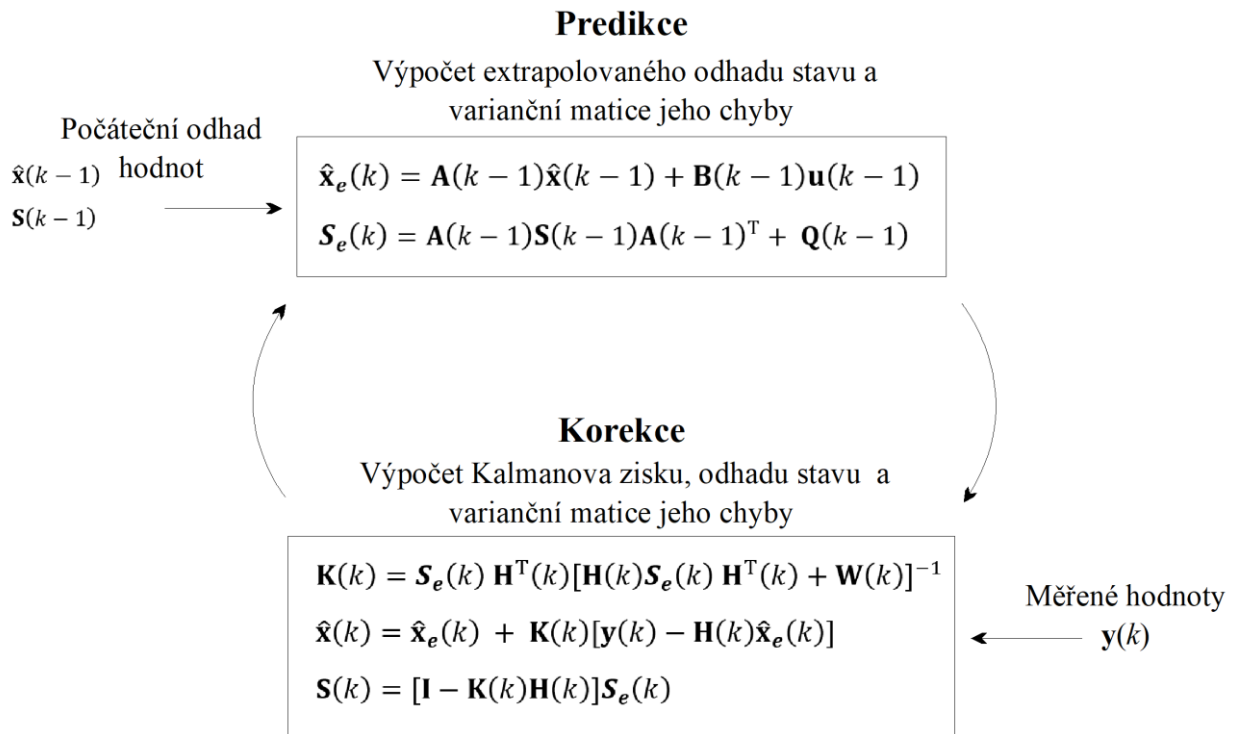 Predikce
Výpočet extrapolovaného odhadu stavu a
varianční matice jeho chyby
Počáteční odhad
hodnot
x̂(k − 1)
S(k − 1)
x̂ₑ(k) = A(k − 1)x̂(k − 1) + B(k − 1)u(k − 1)
Sₑ(k) = A(k − 1)S(k − 1)A(k − 1)ᵀ + Q(k − 1)
Korekce
Výpočet Kalmanova zisku, odhadu stavu a
varianční matice jeho chyby
K(k) = Sₑ(k) Hᵀ(k)[H(k)Sₑ(k) Hᵀ(k) + W(k)]⁻¹
x̂(k) = x̂ₑ(k) + K(k)[y(k) − H(k)x̂ₑ(k)]
S(k) = [I − K(k)H(k)]Sₑ(k)
Měřené hodnoty
y(k)